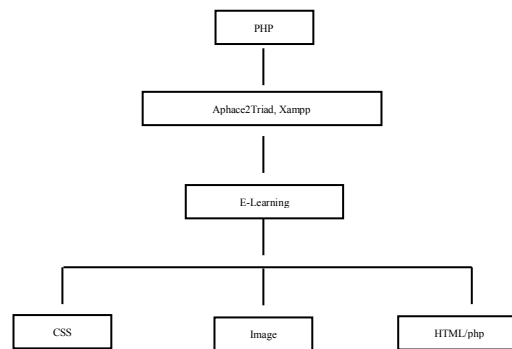 PHP
Aphace2Triad, Xampp
E-Learning
CSS
Image
HTML/php